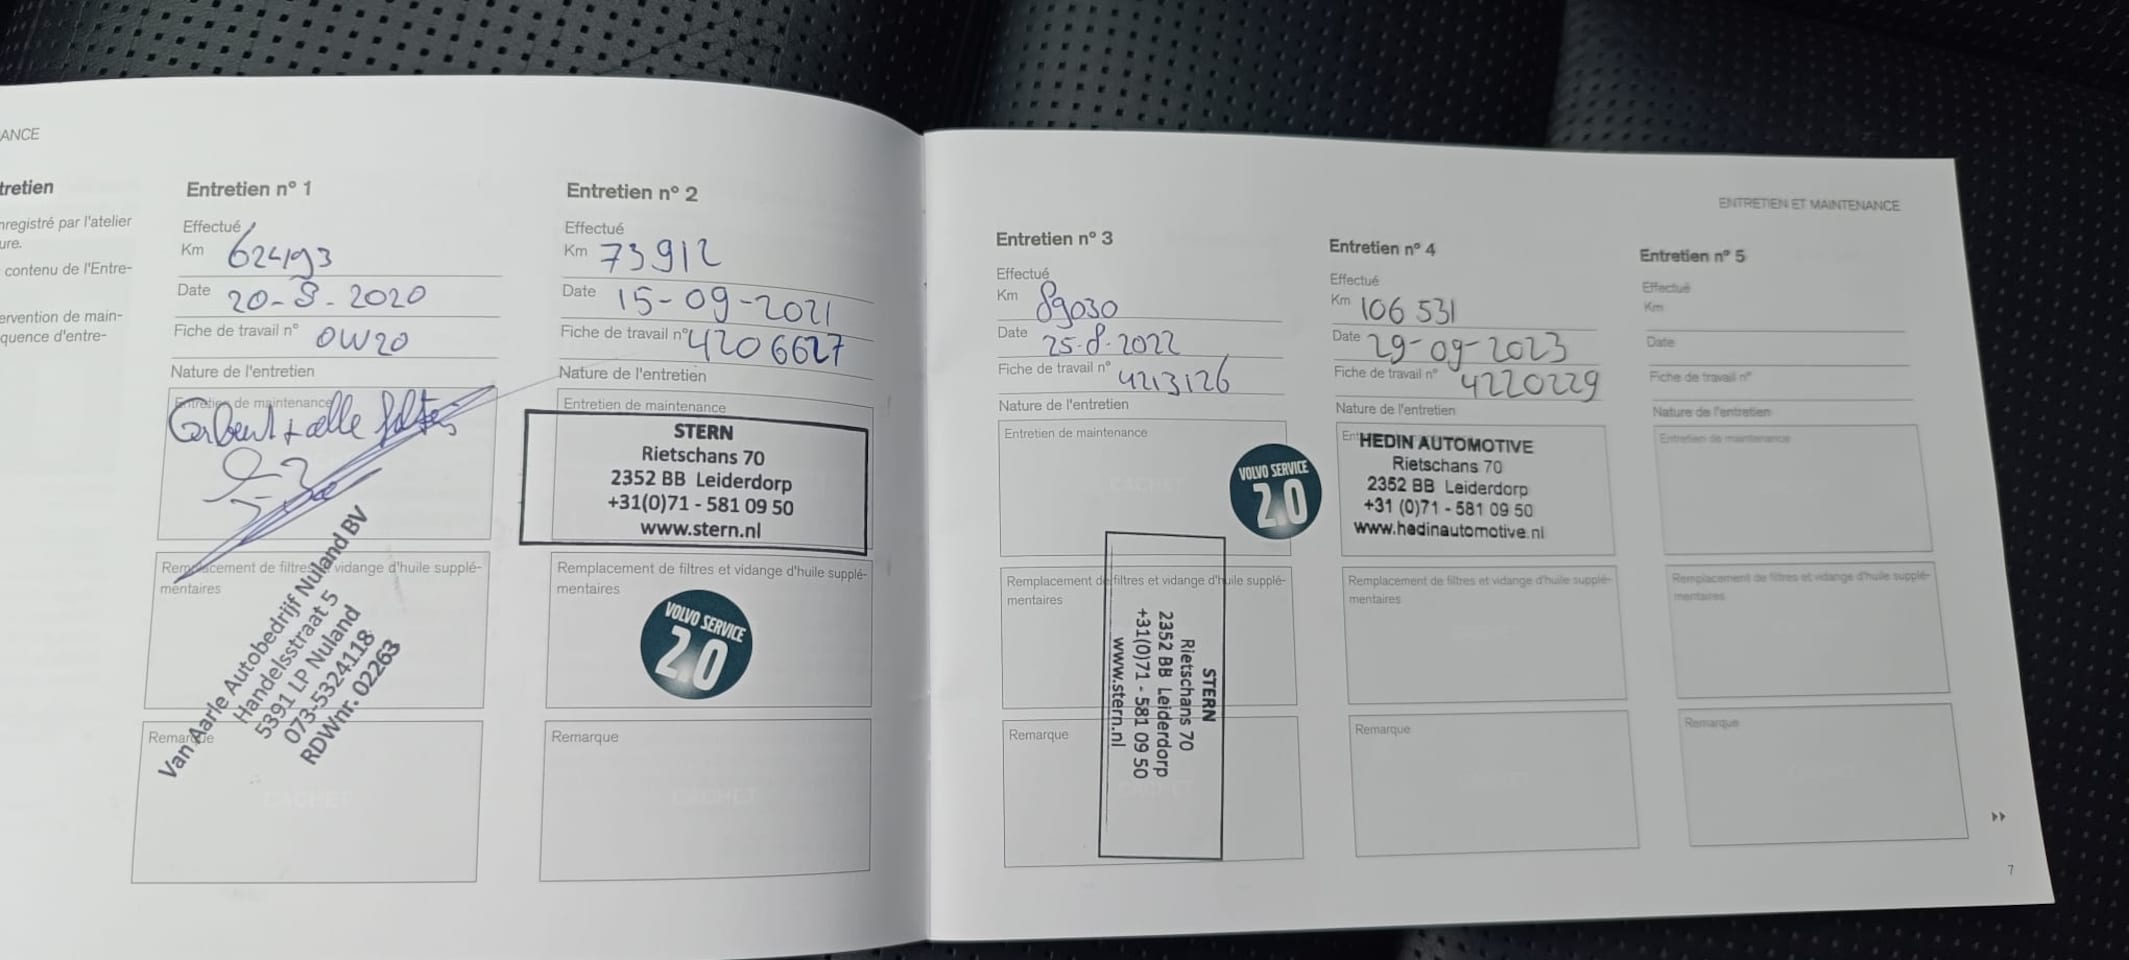 ANCE
tretien
nregistré par l'atelier
ure.
contenu de l'Entre-
ervention de main-
quence d'entre-
Entretien n° 1
Effectué
Km 62493
Date 20-8-2020
Fiche de travail n° 0W20
Nature de l'entretien
Entretien de maintenance
+ alle
Remplacement de filtres et vidange d'huile supplé-
mentaires
Van Aarle Autobedrijf Nuland BV
Handelsstraat 5
5391 LP Nuland
073-5324118
RDWnr. 02263
Remarque
CACHET
Entretien n° 2
Effectué
Km 73912
Date 15-09-2021
Fiche de travail n° 4206627
Nature de l'entretien
Entretien de maintenance
STERN
Rietschans 70
2352 BB Leiderdorp
+31(0)71 - 581 09 50
www.stern.nl
Remplacement de filtres et vidange d'huile supplé-
mentaires
VOLVO SERVICE
2.0
Remarque
CACHET
ENTRETIEN ET MAINTENANCE
Entretien n° 3
Effectué
Km 89030
Date 25-8-2022
Fiche de travail n° 4213126
Nature de l'entretien
Entretien de maintenance
CACHET
VOLVO SERVICE
2.0
Remplacement de filtres et vidange d'huile supplé-
mentaires
STERN
Rietschans 70
2352 BB Leiderdorp
+31(0)71 - 581 09 50
www.stern.nl
Remarque
Entretien n° 4
Effectué
Km 106 531
Date 29-09-2023
Fiche de travail n° 4220229
Nature de l'entretien
HEDIN AUTOMOTIVE
Rietschans 70
2352 BB Leiderdorp
+31 (0)71 - 581 09 50
www.hedinautomotive.nl
Remplacement de filtres et vidange d'huile supplé-
mentaires
Remarque
Entretien n° 5
Effectué
Km
Date
Fiche de travail n°
Nature de l'entretien
Entretien de maintenance
Remplacement de filtres et vidange d'huile supplé-
mentaires
Remarque
7